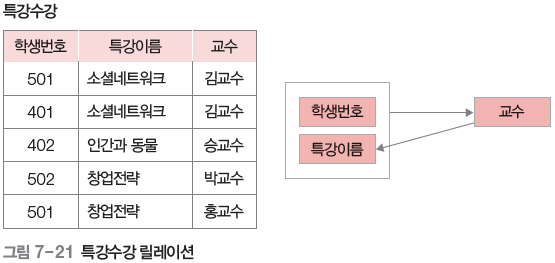 특강수강
학생번호 특강이름 교수
501 소셜네트워크 김교수
401 소셜네트워크 김교수
402 인간과 동물 승교수
502 창업전략 박교수
501 창업전략 홍교수
학생번호
특강이름
교수
그림 7-21 특강수강 릴레이션